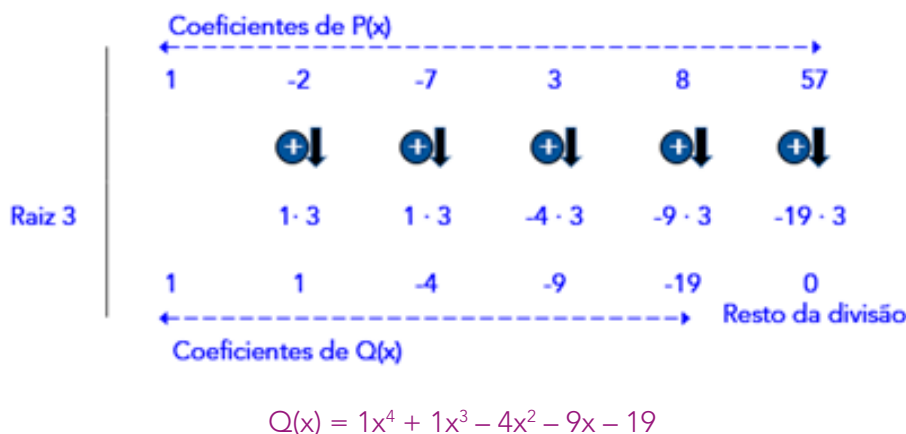 Coeficientes de P(x)
1 -2 -7 3 8 57
+ + + + +
Raiz 3 1 · 3 1 · 3 -4 · 3 -9 · 3 -19 · 3
1 1 -4 -9 -19 0
Resto da divisão
Coeficientes de Q(x)
Q(x) = 1x⁴ + 1x³ – 4x² – 9x – 19